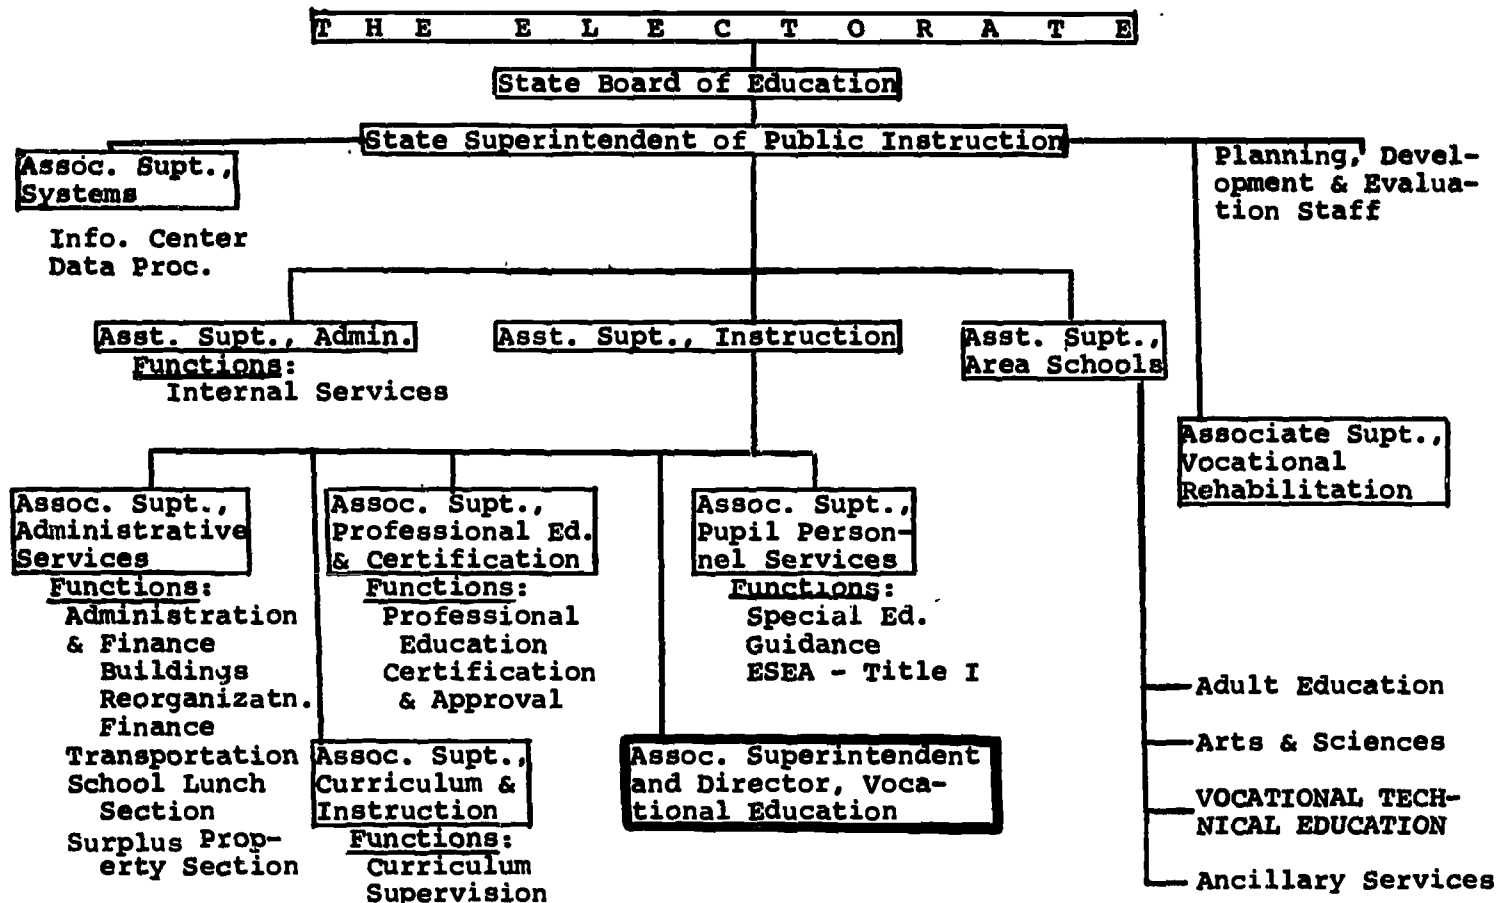 THE ELECTORATE
State Board of Education
State Superintendent of Public Instruction
Assoc. Supt.,
Systems
Info. Center
Data Proc.
Planning, Devel-
opment & Evalua-
tion Staff
Asst. Supt., Admin.
Functions:
Internal Services
Asst. Supt., Instruction
Asst. Supt.,
Area Schools
Associate Supt.,
Vocational
Rehabilitation
Assoc. Supt.,
Administrative
Services
Functions:
Administration
& Finance
Buildings
Reorganizatn.
Finance
Transportation
School Lunch
Section
Surplus Prop-
erty Section
Assoc. Supt.,
Professional Ed.
& Certification
Functions:
Professional
Education
Certification
& Approval
Assoc. Supt.,
Pupil Person-
nel Services
Functions:
Special Ed.
Guidance
ESEA - Title I
Assoc. Supt.,
Curriculum &
Instruction
Functions:
Curriculum
Supervision
Assoc. Superintendent
and Director, Voca-
tional Education
Adult Education
Arts & Sciences
VOCATIONAL TECH-
NICAL EDUCATION
Ancillary Services